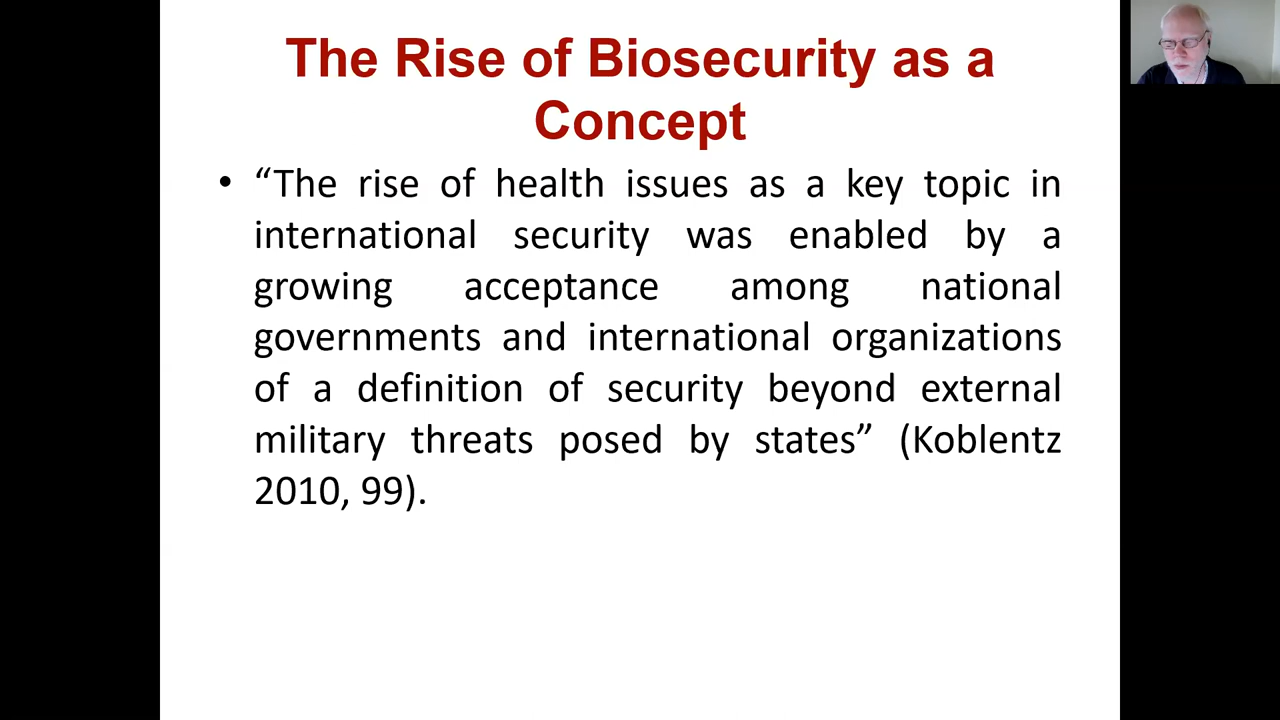 The Rise of Biosecurity as a
Concept
• “The rise of health issues as a key topic in
international security was enabled by a
growing acceptance among national
governments and international organizations
of a definition of security beyond external
military threats posed by states” (Koblentz
2010, 99).